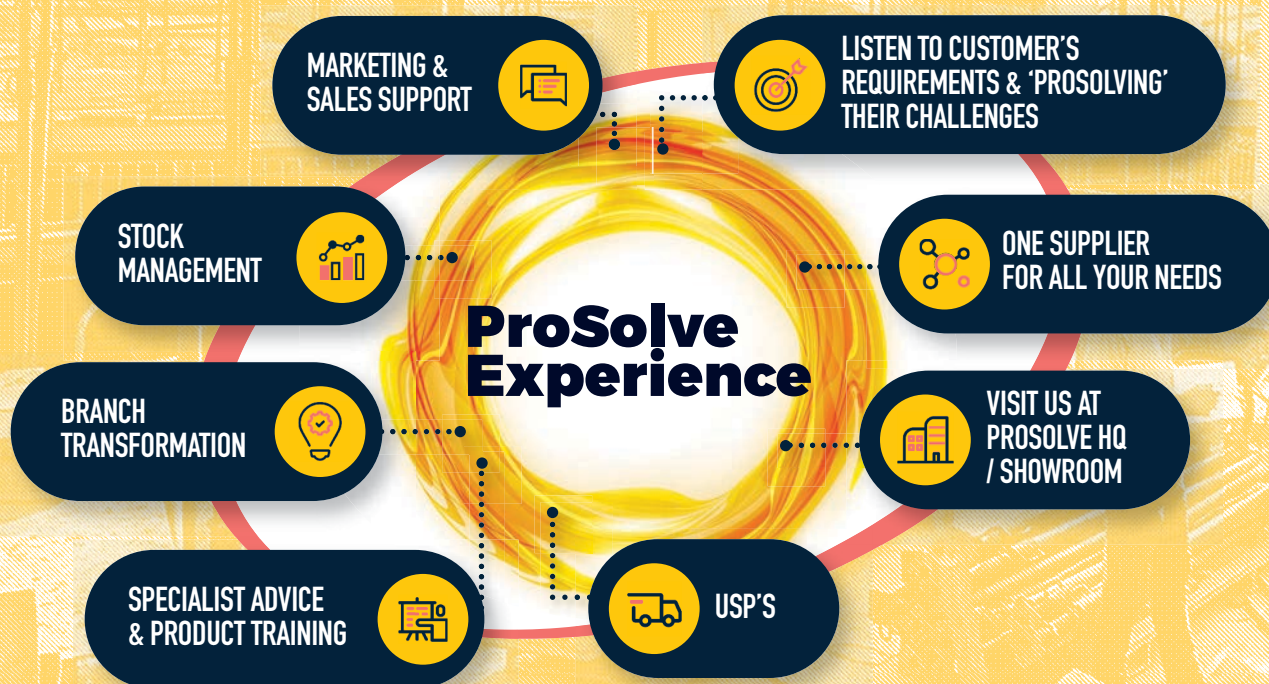 MARKETING &
SALES SUPPORT
LISTEN TO CUSTOMER'S
REQUIREMENTS & ‘PROSOLVING’
THEIR CHALLENGES
STOCK
MANAGEMENT
ONE SUPPLIER
FOR ALL YOUR NEEDS
ProSolve
Experience
BRANCH
TRANSFORMATION
VISIT US AT
PROSOLVE HQ
/ SHOWROOM
SPECIALIST ADVICE
& PRODUCT TRAINING
USP'S